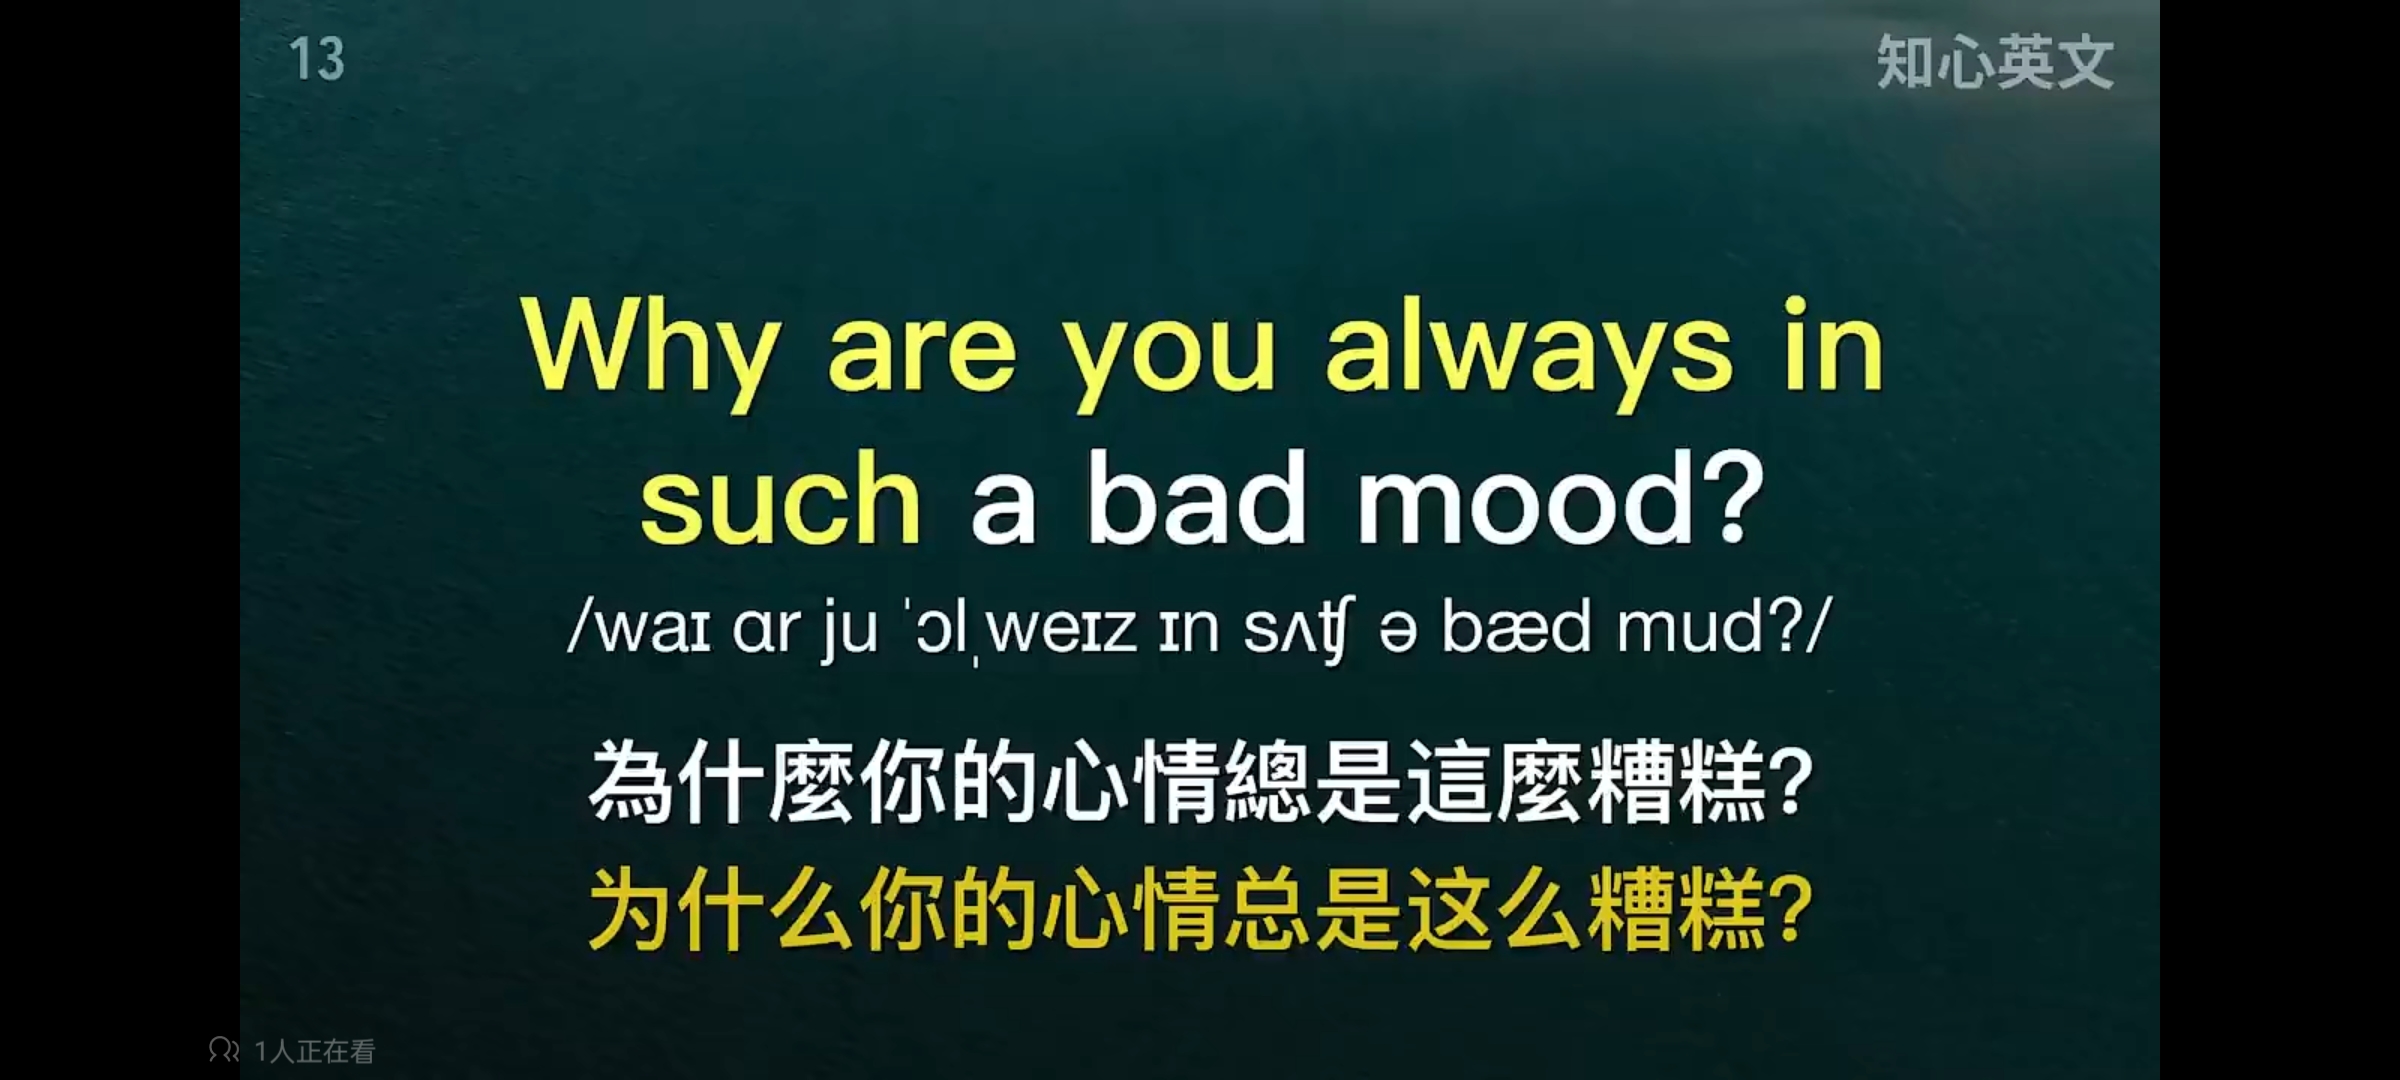 13
知心英文
Why are you always in
such a bad mood?
/waɪ ɑr ju ˈɔlˌweɪz ɪn sʌʧ ə bæd mud?/
為什麼你的心情總是這麼糟糕?
为什么你的心情总是这么糟糕?
1人正在看